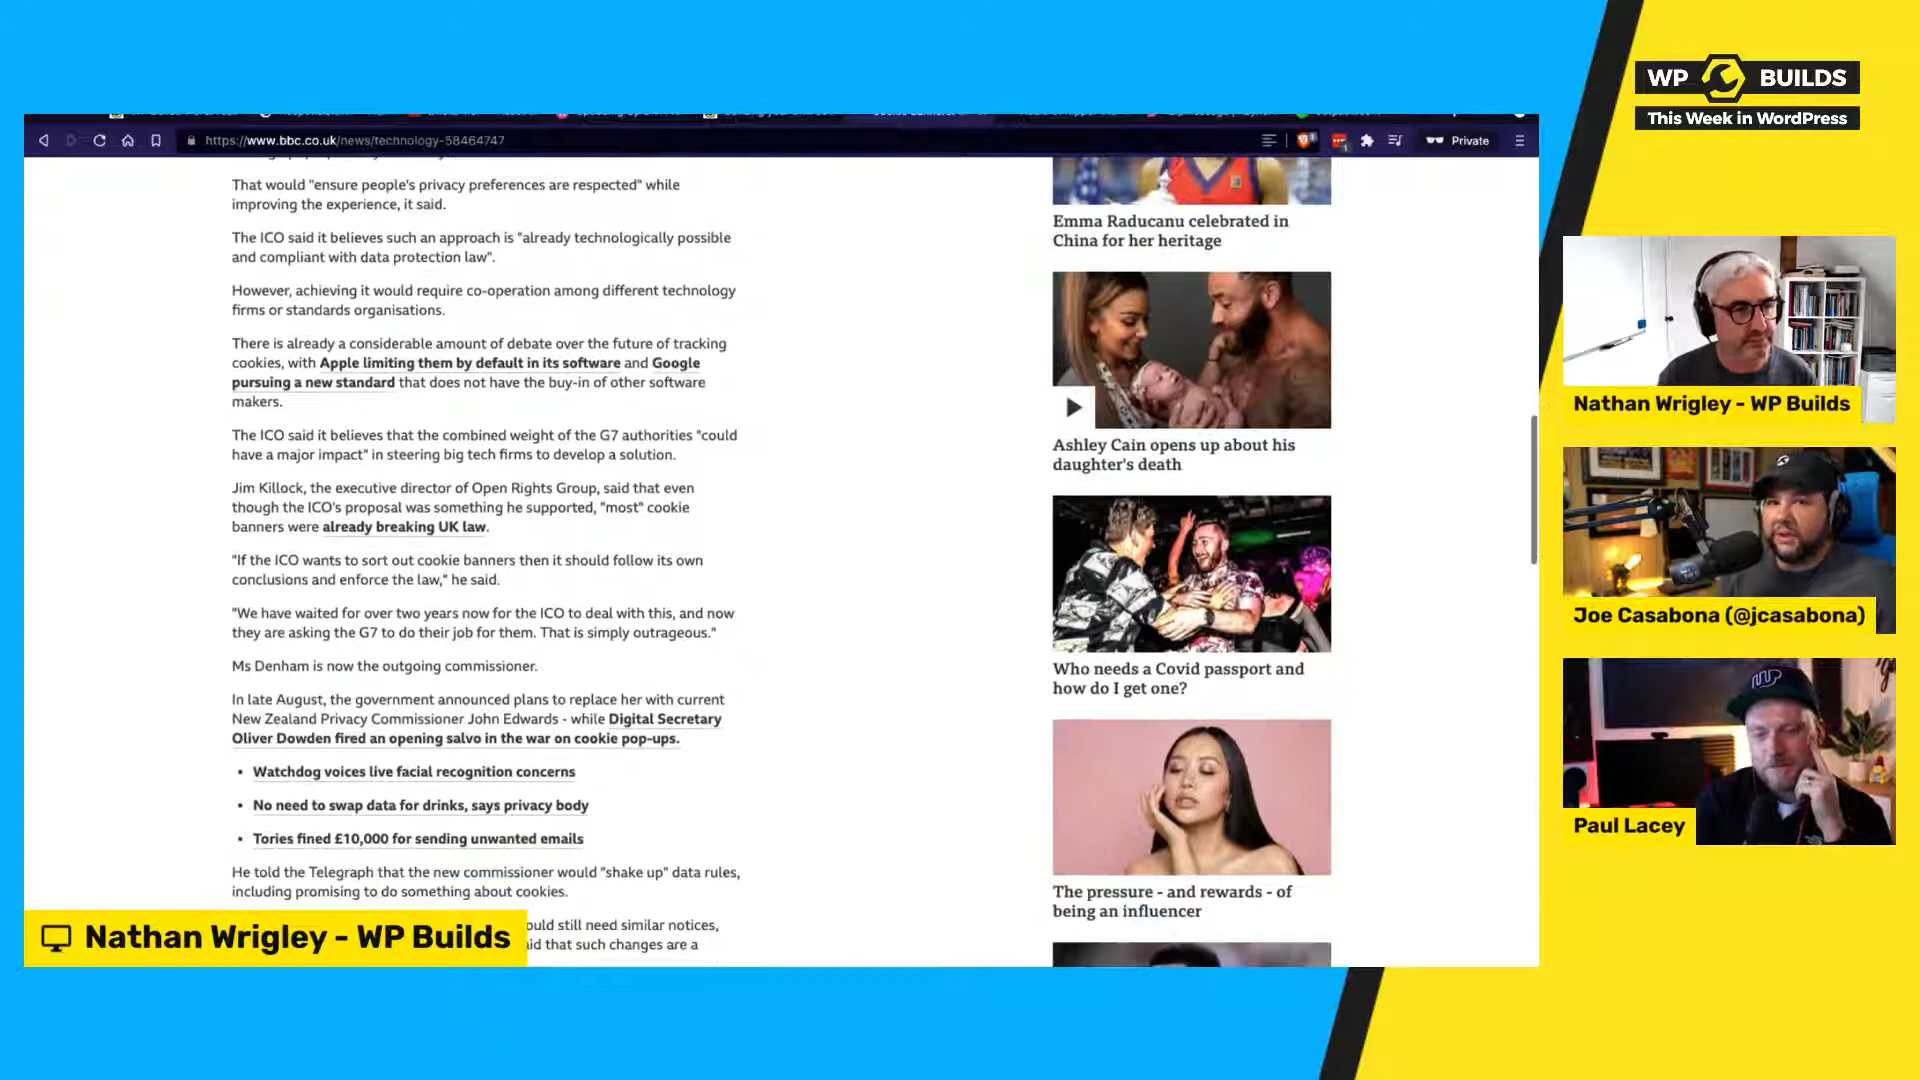 WP BUILDS
This Week in WordPress
https://www.bbc.co.uk/news/technology-58464747
Private
That would "ensure people's privacy preferences are respected" while
improving the experience, it said.
The ICO said it believes such an approach is "already technologically possible
and compliant with data protection law".
However, achieving it would require co-operation among different technology
firms or standards organisations.
There is already a considerable amount of debate over the future of tracking
cookies, with Apple limiting them by default in its software and Google
pursuing a new standard that does not have the buy-in of other software
makers.
The ICO said it believes that the combined weight of the G7 authorities "could
have a major impact" in steering big tech firms to develop a solution.
Jim Killock, the executive director of Open Rights Group, said that even
though the ICO's proposal was something he supported, "most" cookie
banners were already breaking UK law.
"If the ICO wants to sort out cookie banners then it should follow its own
conclusions and enforce the law," he said.
"We have waited for over two years now for the ICO to deal with this, and now
they are asking the G7 to do their job for them. That is simply outrageous."
Ms Denham is now the outgoing commissioner.
In late August, the government announced plans to replace her with current
New Zealand Privacy Commissioner John Edwards - while Digital Secretary
Oliver Dowden fired an opening salvo in the war on cookie pop-ups.
• Watchdog voices live facial recognition concerns
• No need to swap data for drinks, says privacy body
• Tories fined £10,000 for sending unwanted emails
He told the Telegraph that the new commissioner would "shake up" data rules,
including promising to do something about cookies.
still need similar notices,
that such changes are a
Emma Raducanu celebrated in
China for her heritage
Ashley Cain opens up about his
daughter's death
Who needs a Covid passport and
how do I get one?
The pressure - and rewards - of
being an influencer
Nathan Wrigley - WP Builds
Joe Casabona (@jcasabona)
Paul Lacey
Nathan Wrigley - WP Builds